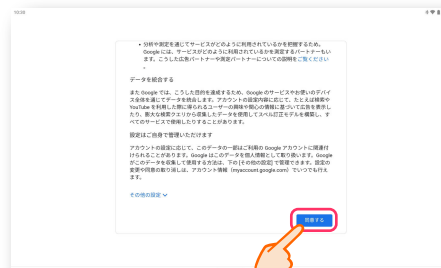 10:38
• 分析や測定を通じてサービスがどのように利用されているかを把握するため。
Google には、サービスがどのように利用されているかを測定するパートナーもい
ます。こうした広告パートナーや測定パートナーについての説明をご覧ください
。
データを統合する
また Google では、こうした目的を達成するため、Google のサービスやお使いのデバイ
ス全体を通じてデータを統合します。アカウントの設定内容に応じて、たとえば検索や
YouTube を利用した際に得られるユーザーの興味や関心の情報に基づいて広告を表示し
たり、膨大な検索クエリから収集したデータを使用してスペル訂正モデルを構築し、す
べてのサービスで使用したりすることがあります。
設定はご自身で管理いただけます
アカウントの設定に応じて、このデータの一部はご利用の Google アカウントに関連付
けられることがあります。Google はこのデータを個人情報として取り扱います。Google
がこのデータを収集して使用する方法は、下の [その他の設定] で管理できます。設定の
変更や同意の取り消しは、アカウント情報（myaccount.google.com）でいつでも行え
ます。
その他の設定
同意する